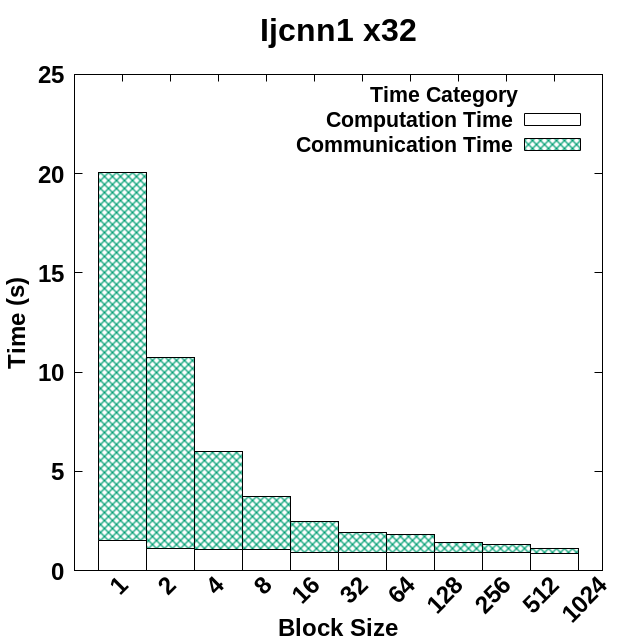 Ijcnn1 x32
Time Category
Computation Time
Communication Time
25
20
15
10
5
0
Time (s)
1 2 4 8 16 32 64 128 256 512 1024
Block Size